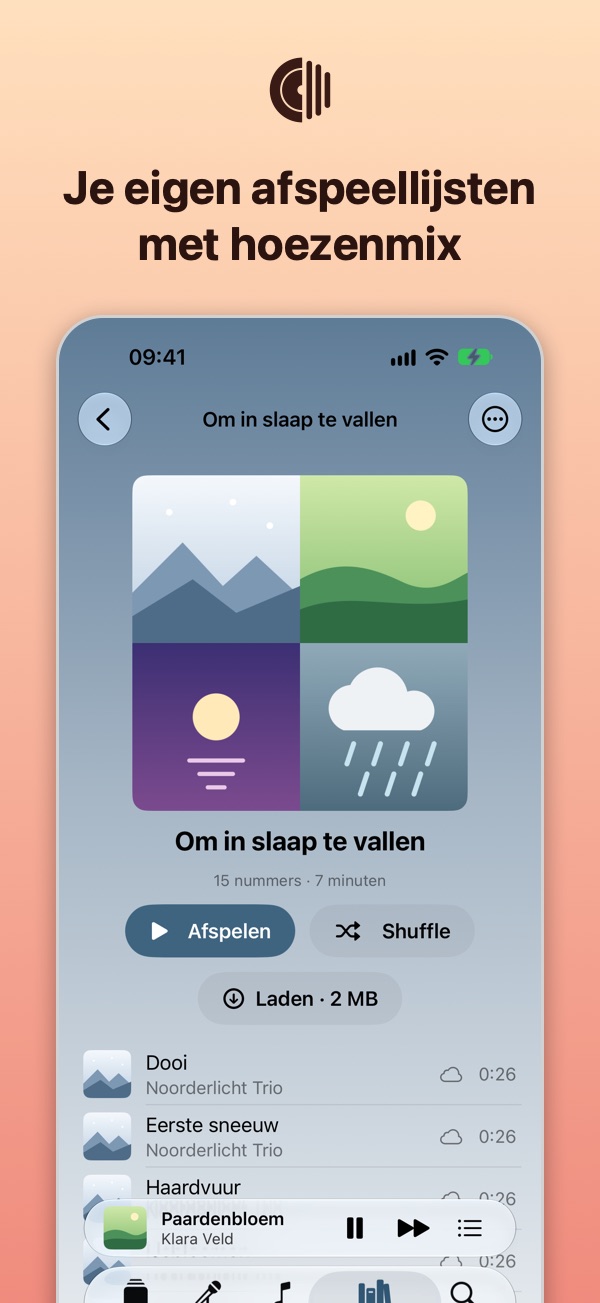 Je eigen afspeellijsten
met hoezenmix
09:41
Om in slaap te vallen
Om in slaap te vallen
15 nummers · 7 minuten
Afspelen
Shuffle
Laden · 2 MB
Dooi
Noorderlicht Trio
0:26
Eerste sneeuw
Noorderlicht Trio
0:26
Haardvuur
0:26
Paardenbloem
Klara Veld
0:26